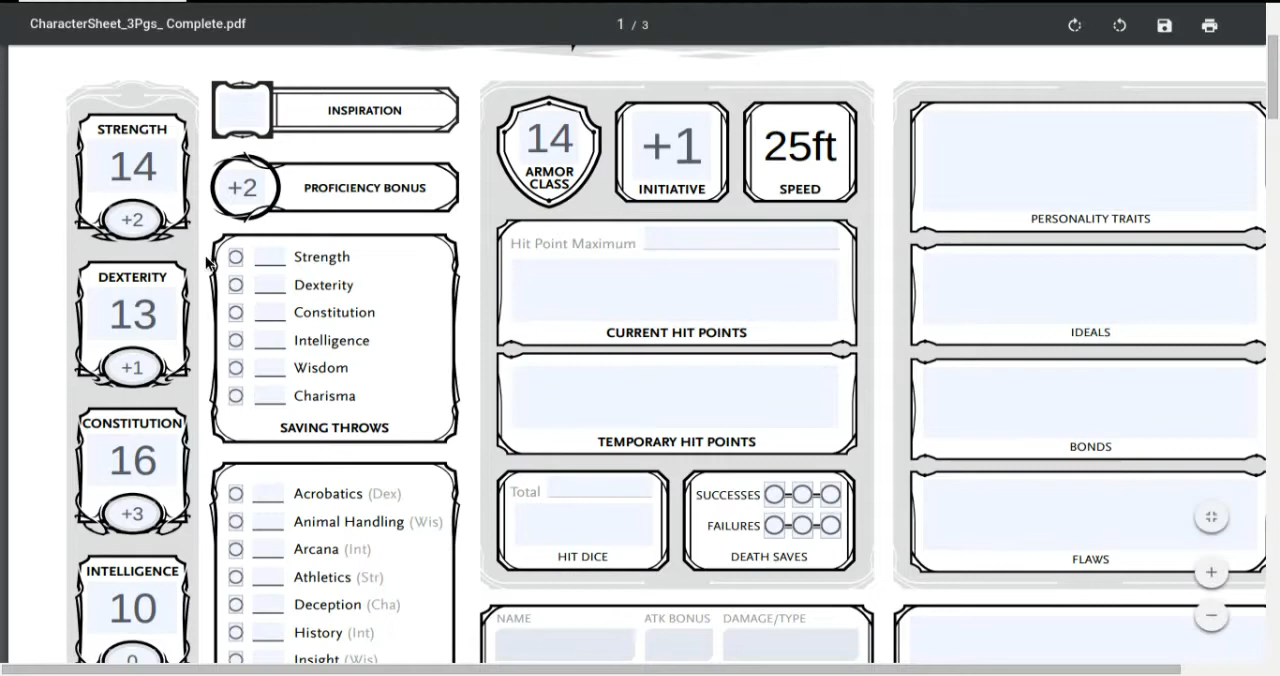 CharacterSheet_3Pgs_ Complete.pdf
1 / 3
STRENGTH
14
+2
DEXTERITY
13
+1
CONSTITUTION
16
+3
INTELLIGENCE
10
0
INSPIRATION
+2
PROFICIENCY BONUS
Strength
Dexterity
Constitution
Intelligence
Wisdom
Charisma
SAVING THROWS
Acrobatics (Dex)
Animal Handling (Wis)
Arcana (Int)
Athletics (Str)
Deception (Cha)
History (Int)
Insight (Wis)
14
ARMOR
CLASS
+1
INITIATIVE
25ft
SPEED
Hit Point Maximum
CURRENT HIT POINTS
TEMPORARY HIT POINTS
Total
HIT DICE
SUCCESSES
FAILURES
DEATH SAVES
NAME ATK BONUS DAMAGE/TYPE
PERSONALITY TRAITS
IDEALS
BONDS
FLAWS